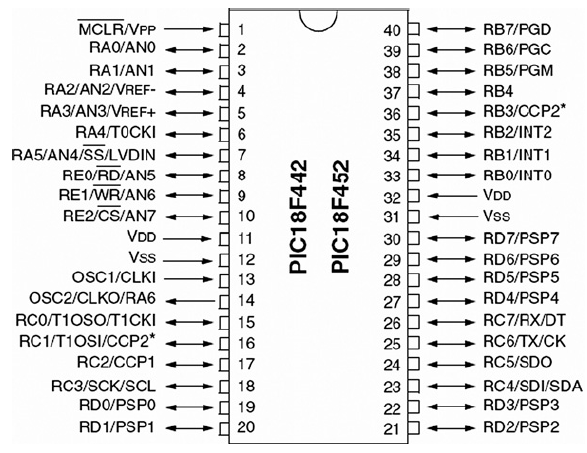 MCLR/VPP 1
RA0/AN0 2
RA1/AN1 3
RA2/AN2/VREF- 4
RA3/AN3/VREF+ 5
RA4/T0CKI 6
RA5/AN4/SS/LVDIN 7
RE0/RD/AN5 8
RE1/WR/AN6 9
RE2/CS/AN7 10
VDD 11
VSS 12
OSC1/CLKI 13
OSC2/CLKO/RA6 14
RC0/T1OSO/T1CKI 15
RC1/T1OSI/CCP2* 16
RC2/CCP1 17
RC3/SCK/SCL 18
RD0/PSP0 19
RD1/PSP1 20
PIC18F442
PIC18F452
40 RB7/PGD
39 RB6/PGC
38 RB5/PGM
37 RB4
36 RB3/CCP2*
35 RB2/INT2
34 RB1/INT1
33 RB0/INT0
32 VDD
31 VSS
30 RD7/PSP7
29 RD6/PSP6
28 RD5/PSP5
27 RD4/PSP4
26 RC7/RX/DT
25 RC6/TX/CK
24 RC5/SDO
23 RC4/SDI/SDA
22 RD3/PSP3
21 RD2/PSP2